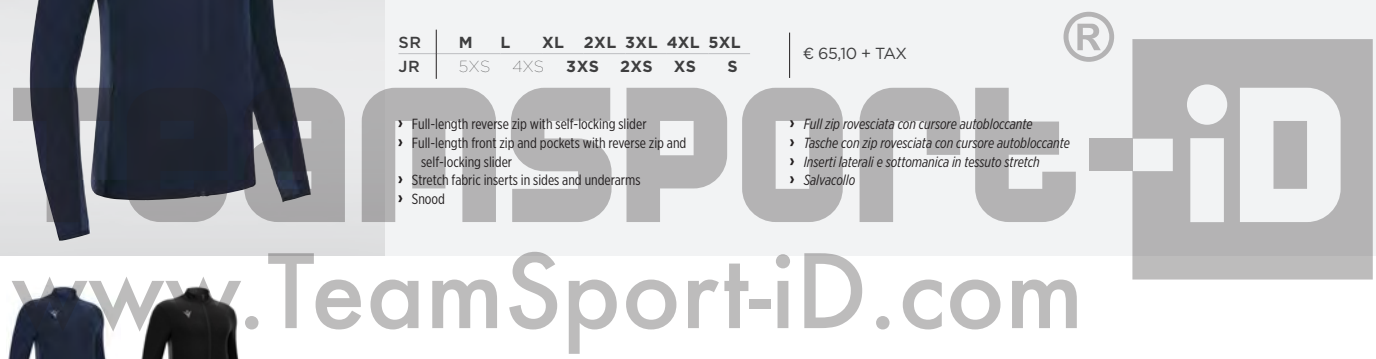 SR M L XL 2XL 3XL 4XL 5XL
JR 5XS 4XS 3XS 2XS XS S
€ 65,10 + TAX
› Full-length reverse zip with self-locking slider
› Full-length front zip and pockets with reverse zip and
self-locking slider
› Stretch fabric inserts in sides and underarms
› Snood
› Full zip rovesciata con cursore autobloccante
› Tasche con zip rovesciata con cursore autobloccante
› Inserti laterali e sottomanica in tessuto stretch
› Salvacollo
Teamsport-iD®
www.TeamSport-iD.com